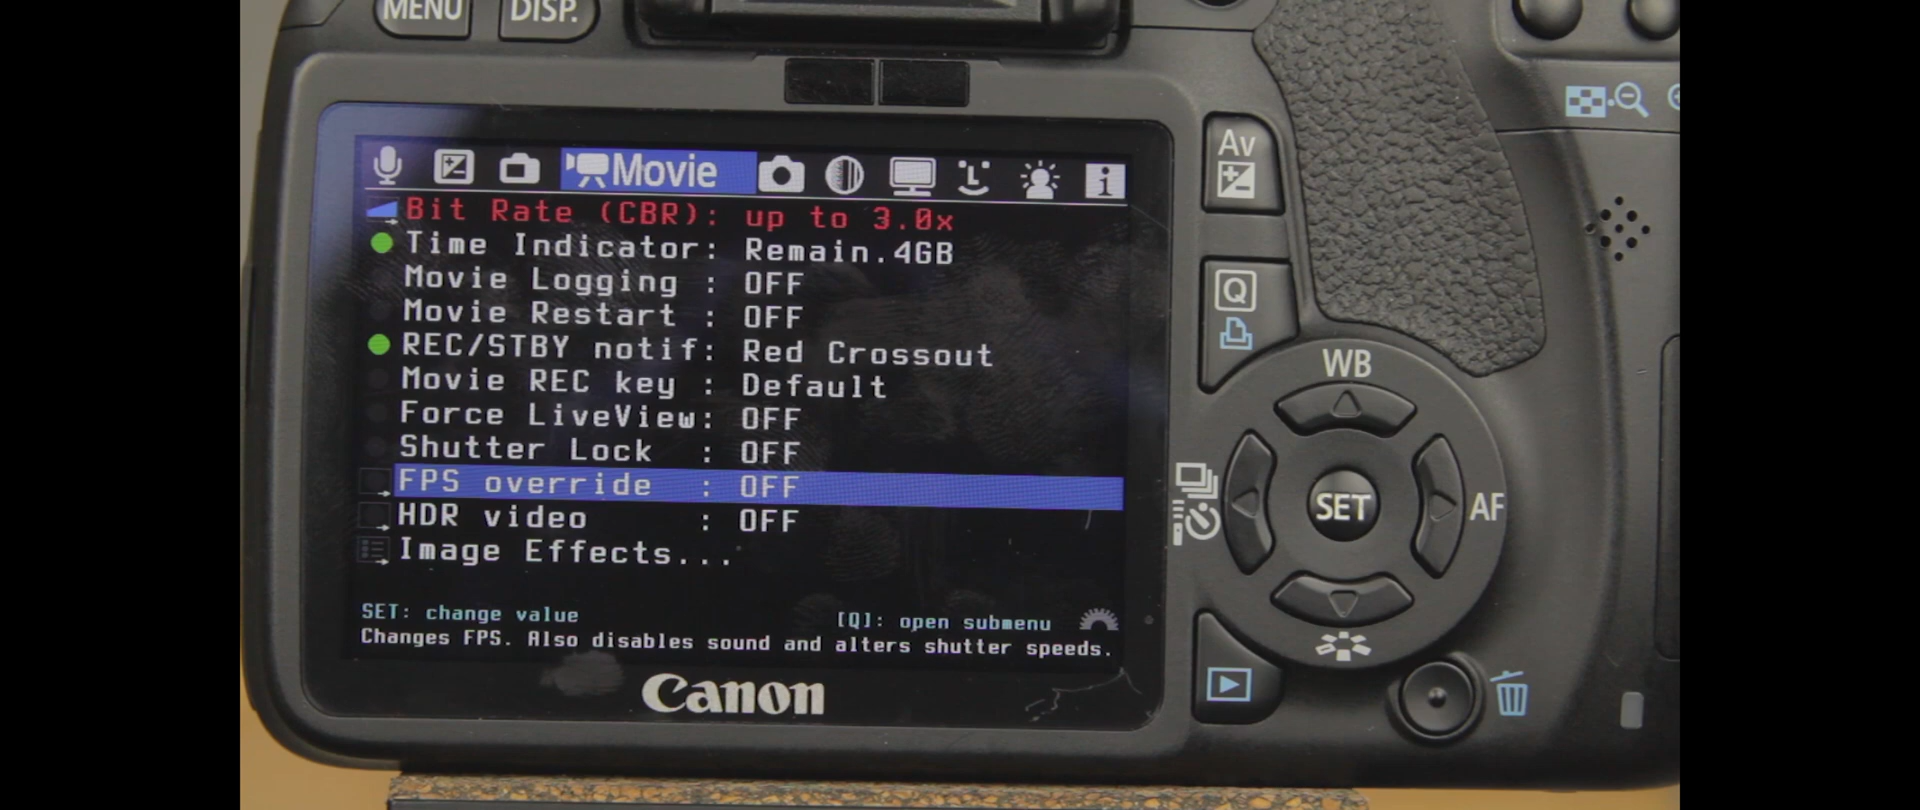 MENU DISP.
Movie
Bit Rate (CBR): up to 3.0x
Time Indicator: Remain.4GB
Movie Logging : OFF
Movie Restart : OFF
REC/STBY notif: Red Crossout
Movie REC key : Default
Force LiveView: OFF
Shutter Lock : OFF
FPS override : OFF
HDR video : OFF
Image Effects...
SET: change value [Q]: open submenu
Changes FPS. Also disables sound and alters shutter speeds.
Canon
Av
Q
WB
SET
AF